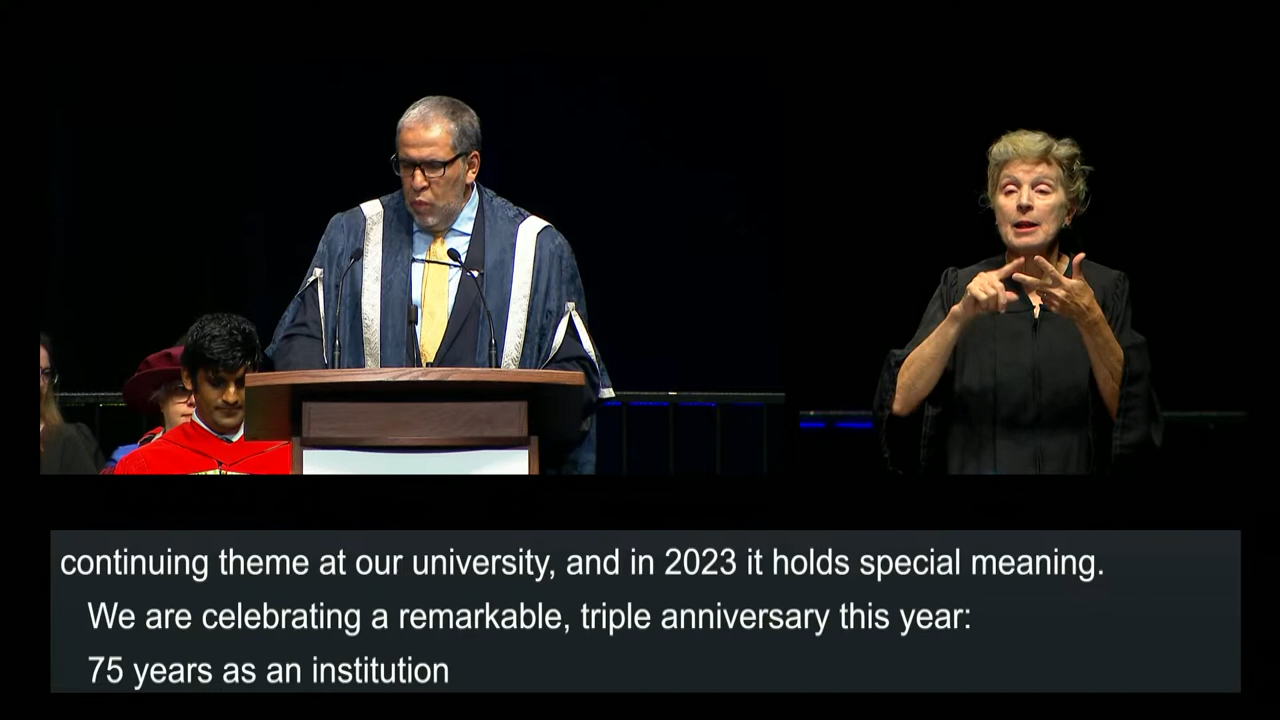 continuing theme at our university, and in 2023 it holds special meaning.
We are celebrating a remarkable, triple anniversary this year:
75 years as an institution